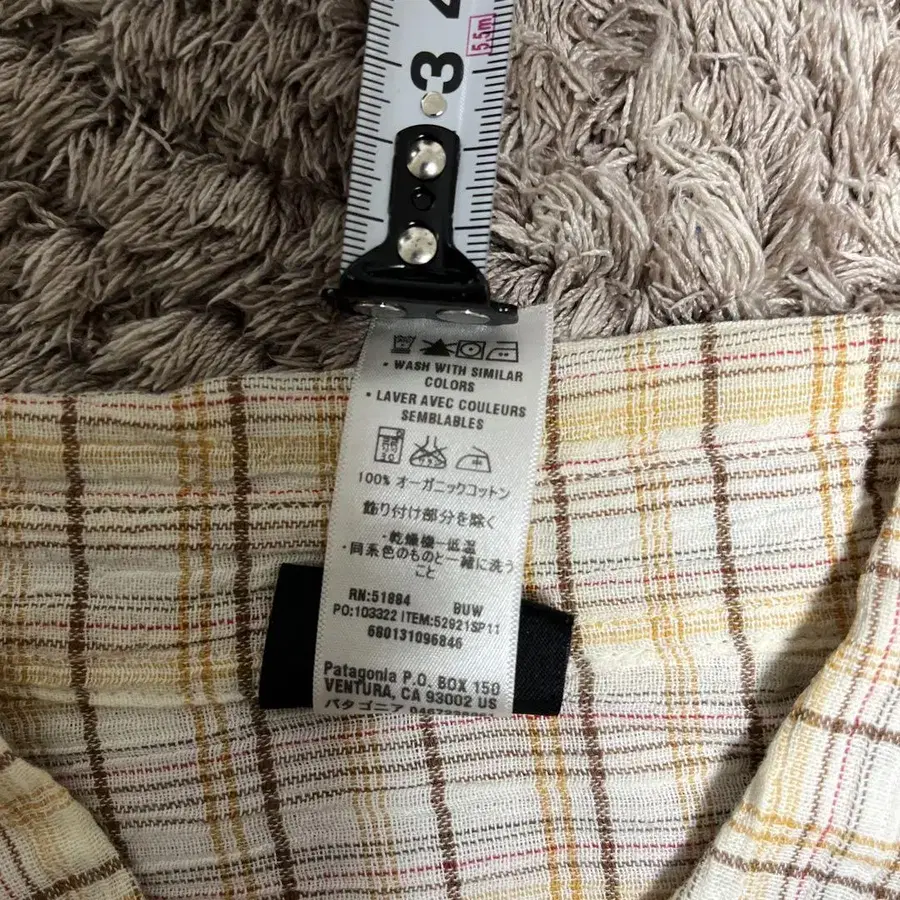 3 4
5.5m
• WASH WITH SIMILAR
COLORS
• LAVER AVEC COULEURS
SEMBLABLES
100% オーガニックコットン
飾り付け部分を除く
・乾燥機一低温
・同系色のものと一緒に洗う
こと
RN:51884 BUW
PO:103322 ITEM:52921SP11
680131096846
Patagonia P.O. BOX 150
VENTURA, CA 93002 US
パタゴニア